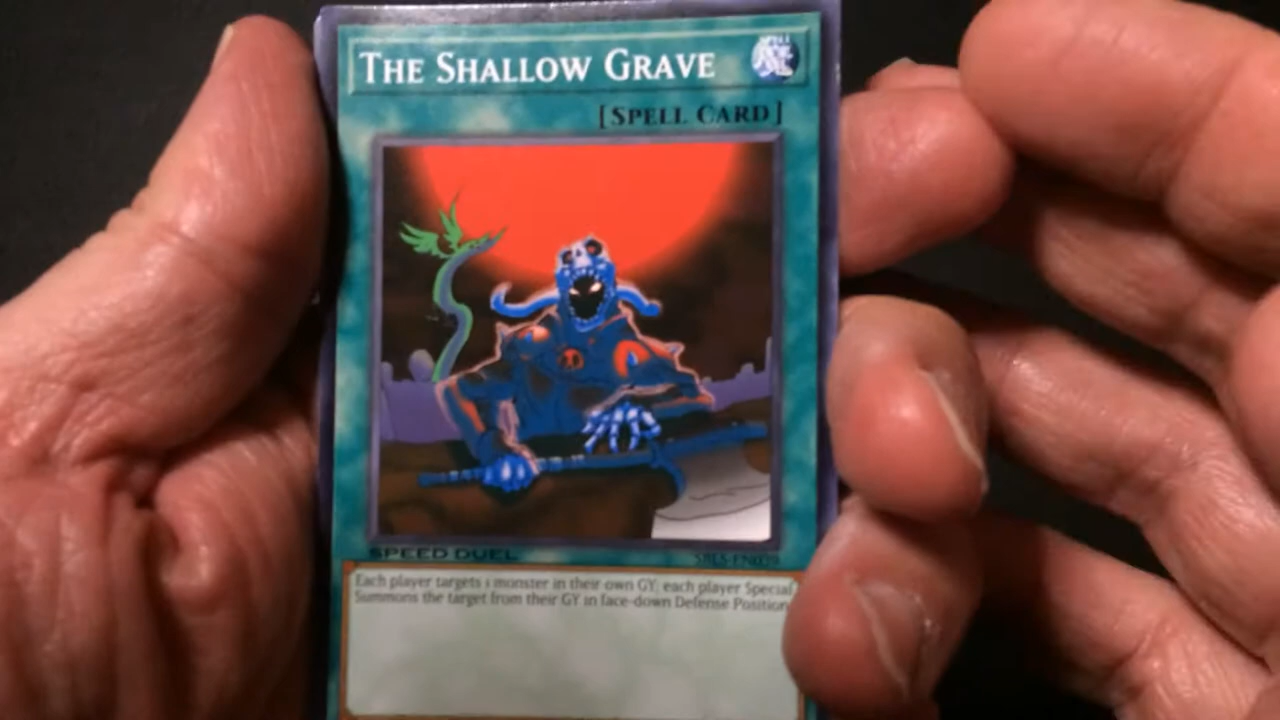 THE SHALLOW GRAVE
SPELL
[SPELL CARD]
SPEED DUEL
Each player targets 1 monster in their own GY; each player Special
Summons the target from their GY in face-down Defense Position